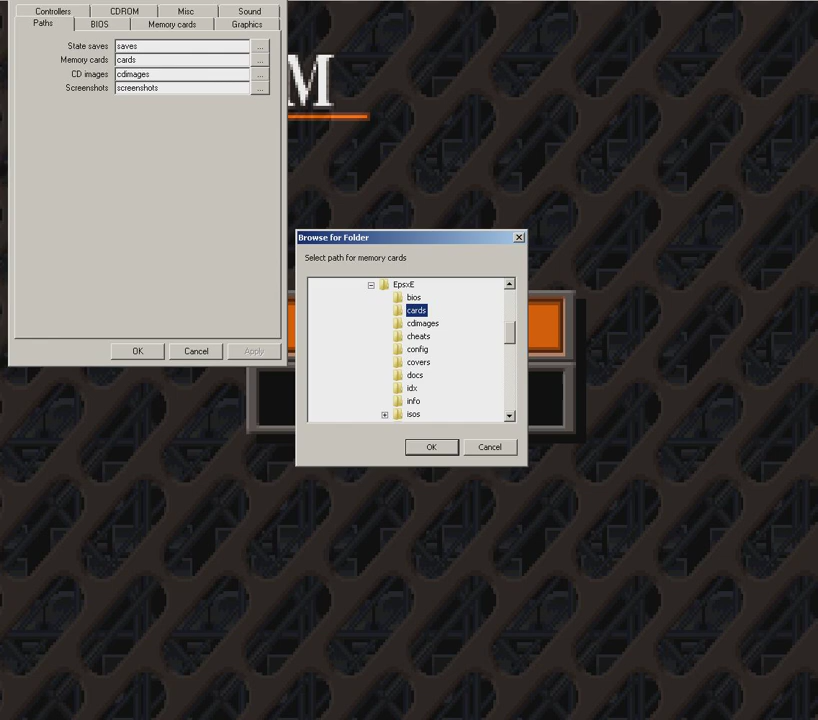 Controllers CDROM Misc Sound
Paths BIOS Memory cards Graphics
State saves saves ...
Memory cards cards ...
CD images cdimages ...
Screenshots screenshots ...
OK Cancel Apply
M
Browse for Folder
Select path for memory cards
EpsxE
bios
cards
cdimages
cheats
config
covers
docs
idx
info
isos
OK Cancel